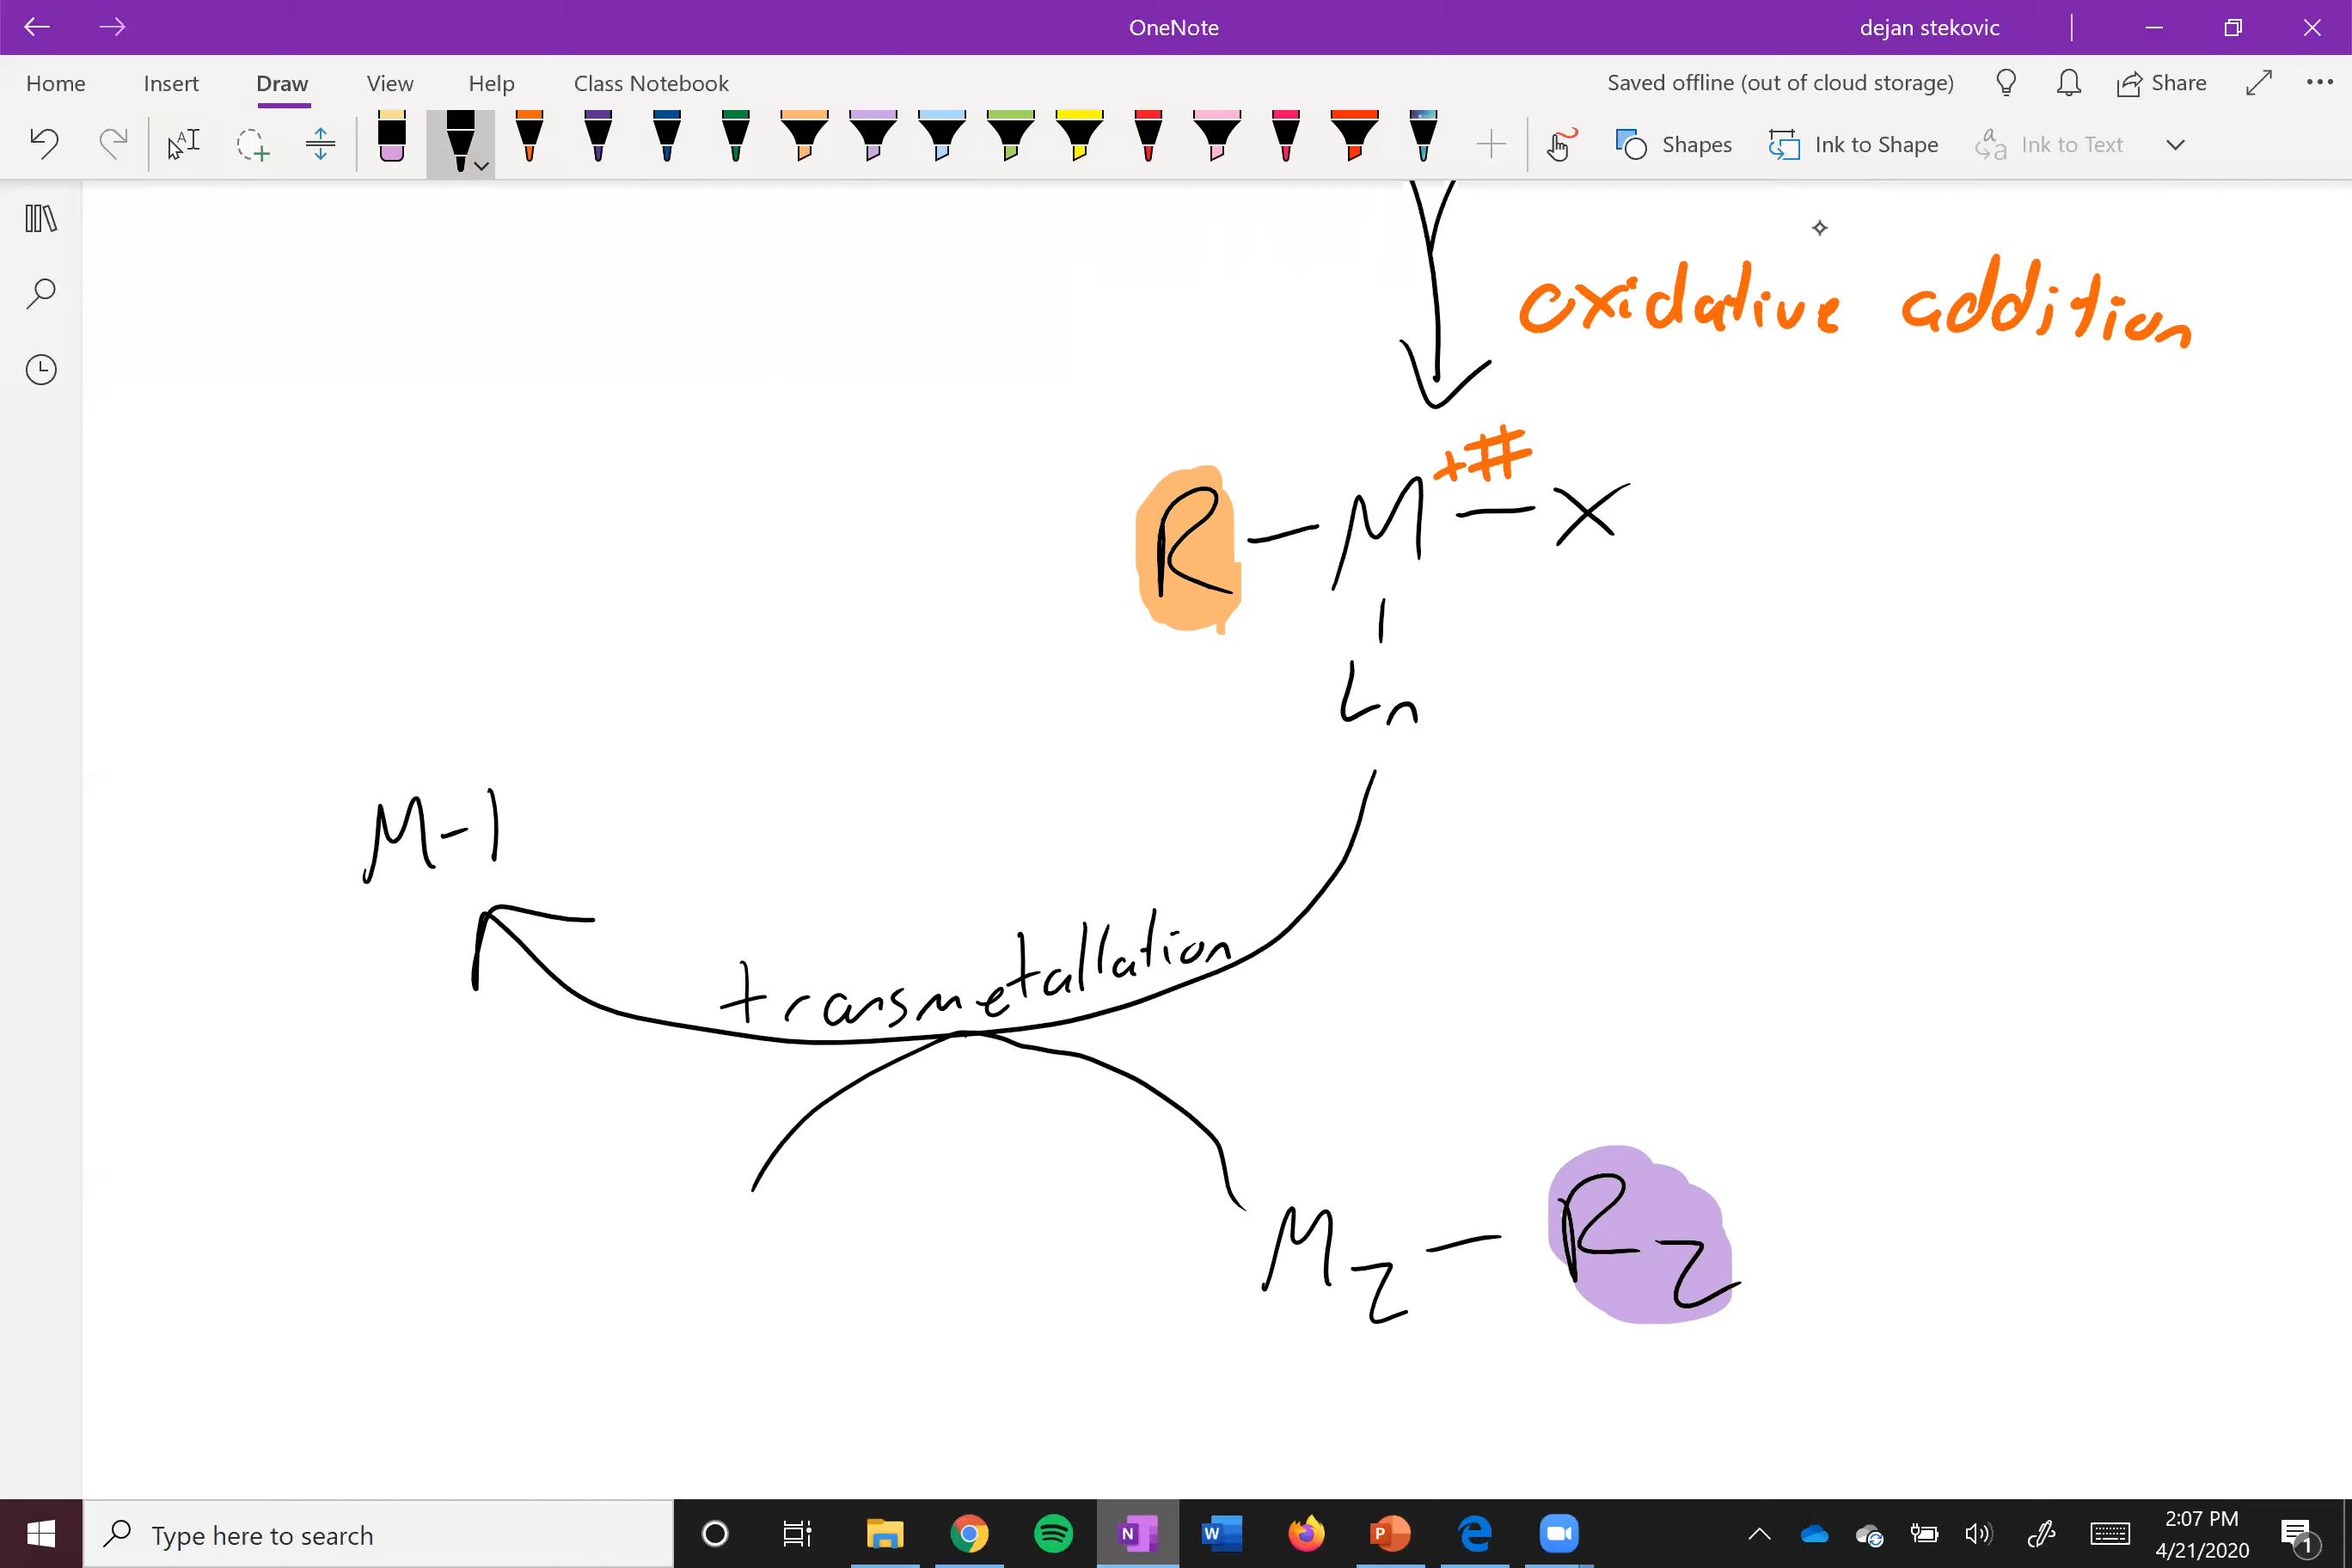 OneNote
dejan stekovic
Home Insert Draw View Help Class Notebook
Saved offline (out of cloud storage)
Share
Shapes
Ink to Shape
Ink to Text
oxidative addition
+#
R - M - X
Ln
M-1
transmetallation
M2 - R2
Type here to search
2:07 PM
4/21/2020
1